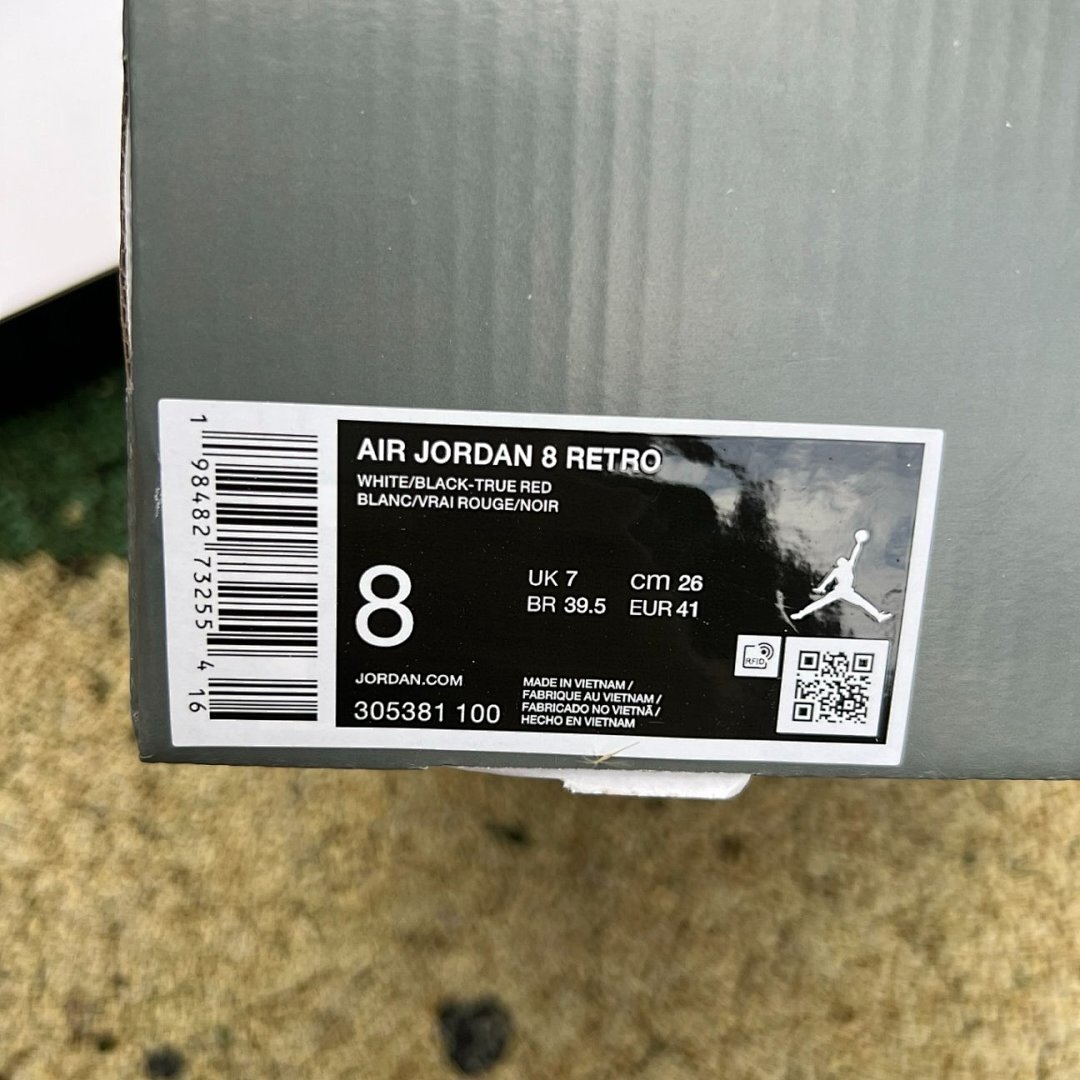 1 98482 73255 4 16
AIR JORDAN 8 RETRO
WHITE/BLACK-TRUE RED
BLANC/VRAI ROUGE/NOIR
8
UK 7 cm 26
BR 39.5 EUR 41
JORDAN.COM
305381 100
MADE IN VIETNAM /
FABRIQUE AU VIETNAM /
FABRICADO NO VIETNÃ /
HECHO EN VIETNAM
RFID